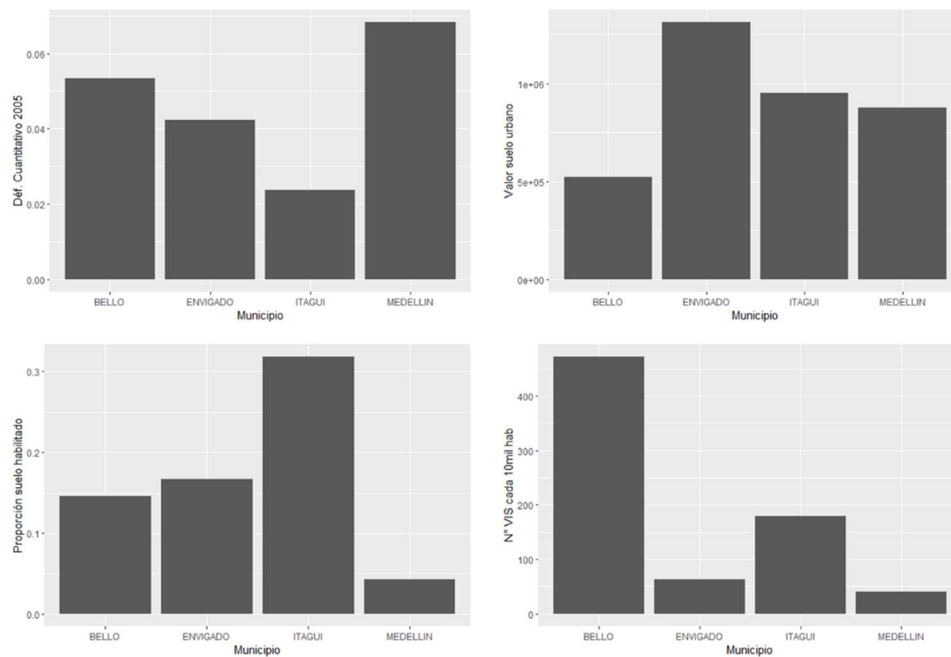 Déf. Cuantitativo 2005
0.06
0.04
0.02
0.00
BELLO ENVIGADO ITAGUI MEDELLIN
Municipio
Valor suelo urbano
1e+06
5e+05
0e+00
BELLO ENVIGADO ITAGUI MEDELLIN
Municipio
Proporción suelo habilitado
0.3
0.2
0.1
0.0
BELLO ENVIGADO ITAGUI MEDELLIN
Municipio
N° VIS cada 10mil hab
400
300
200
100
0
BELLO ENVIGADO ITAGUI MEDELLIN
Municipio